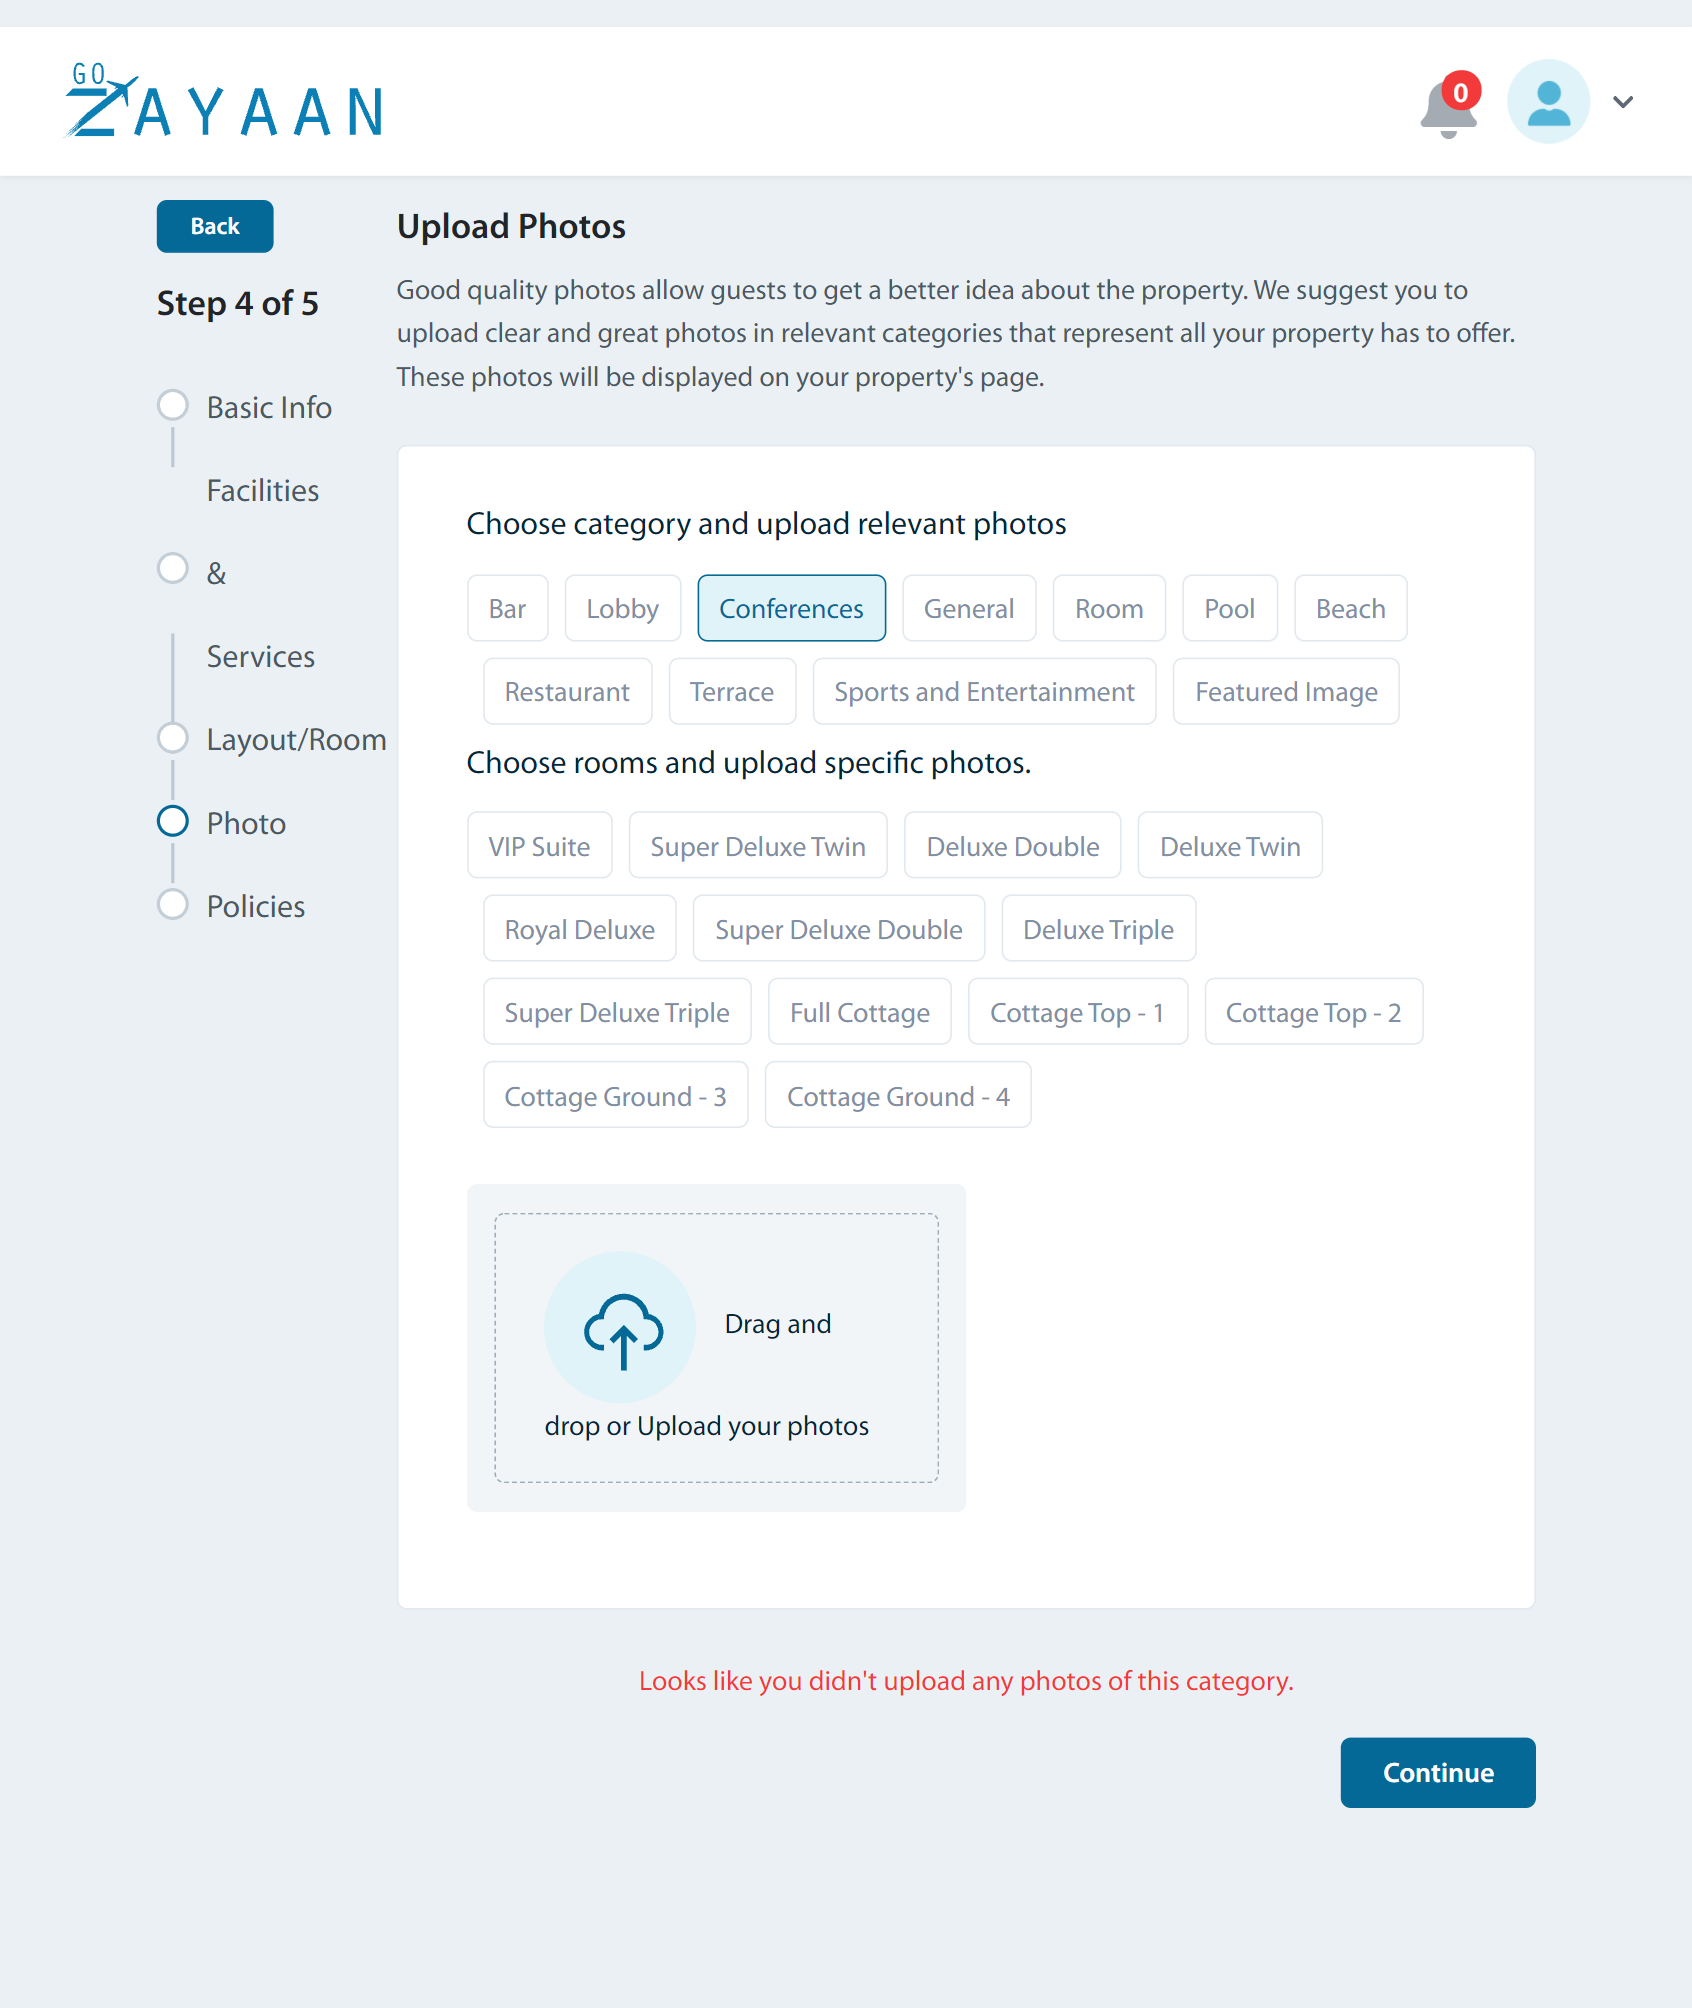 GO
ZAYAAN
0
Back
Step 4 of 5
Basic Info
Facilities
&
Services
Layout/Room
Photo
Policies
Upload Photos
Good quality photos allow guests to get a better idea about the property. We suggest you to
upload clear and great photos in relevant categories that represent all your property has to offer.
These photos will be displayed on your property's page.
Choose category and upload relevant photos
Bar Lobby Conferences General Room Pool Beach
Restaurant Terrace Sports and Entertainment Featured Image
Choose rooms and upload specific photos.
VIP Suite Super Deluxe Twin Deluxe Double Deluxe Twin
Royal Deluxe Super Deluxe Double Deluxe Triple
Super Deluxe Triple Full Cottage Cottage Top - 1 Cottage Top - 2
Cottage Ground - 3 Cottage Ground - 4
Drag and
drop or Upload your photos
Looks like you didn't upload any photos of this category.
Continue